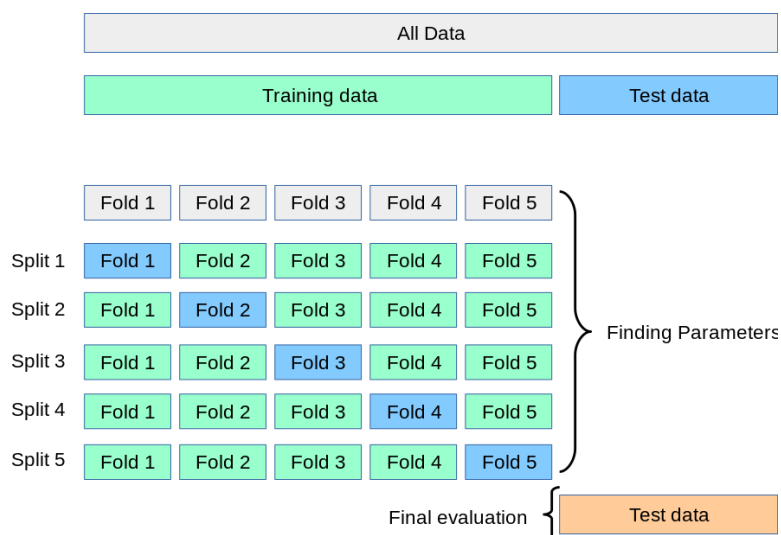 All Data
Training data Test data
Fold 1 Fold 2 Fold 3 Fold 4 Fold 5
Split 1 Fold 1 Fold 2 Fold 3 Fold 4 Fold 5
Split 2 Fold 1 Fold 2 Fold 3 Fold 4 Fold 5
Finding Parameters
Split 3 Fold 1 Fold 2 Fold 3 Fold 4 Fold 5
Split 4 Fold 1 Fold 2 Fold 3 Fold 4 Fold 5
Split 5 Fold 1 Fold 2 Fold 3 Fold 4 Fold 5
Final evaluation Test data